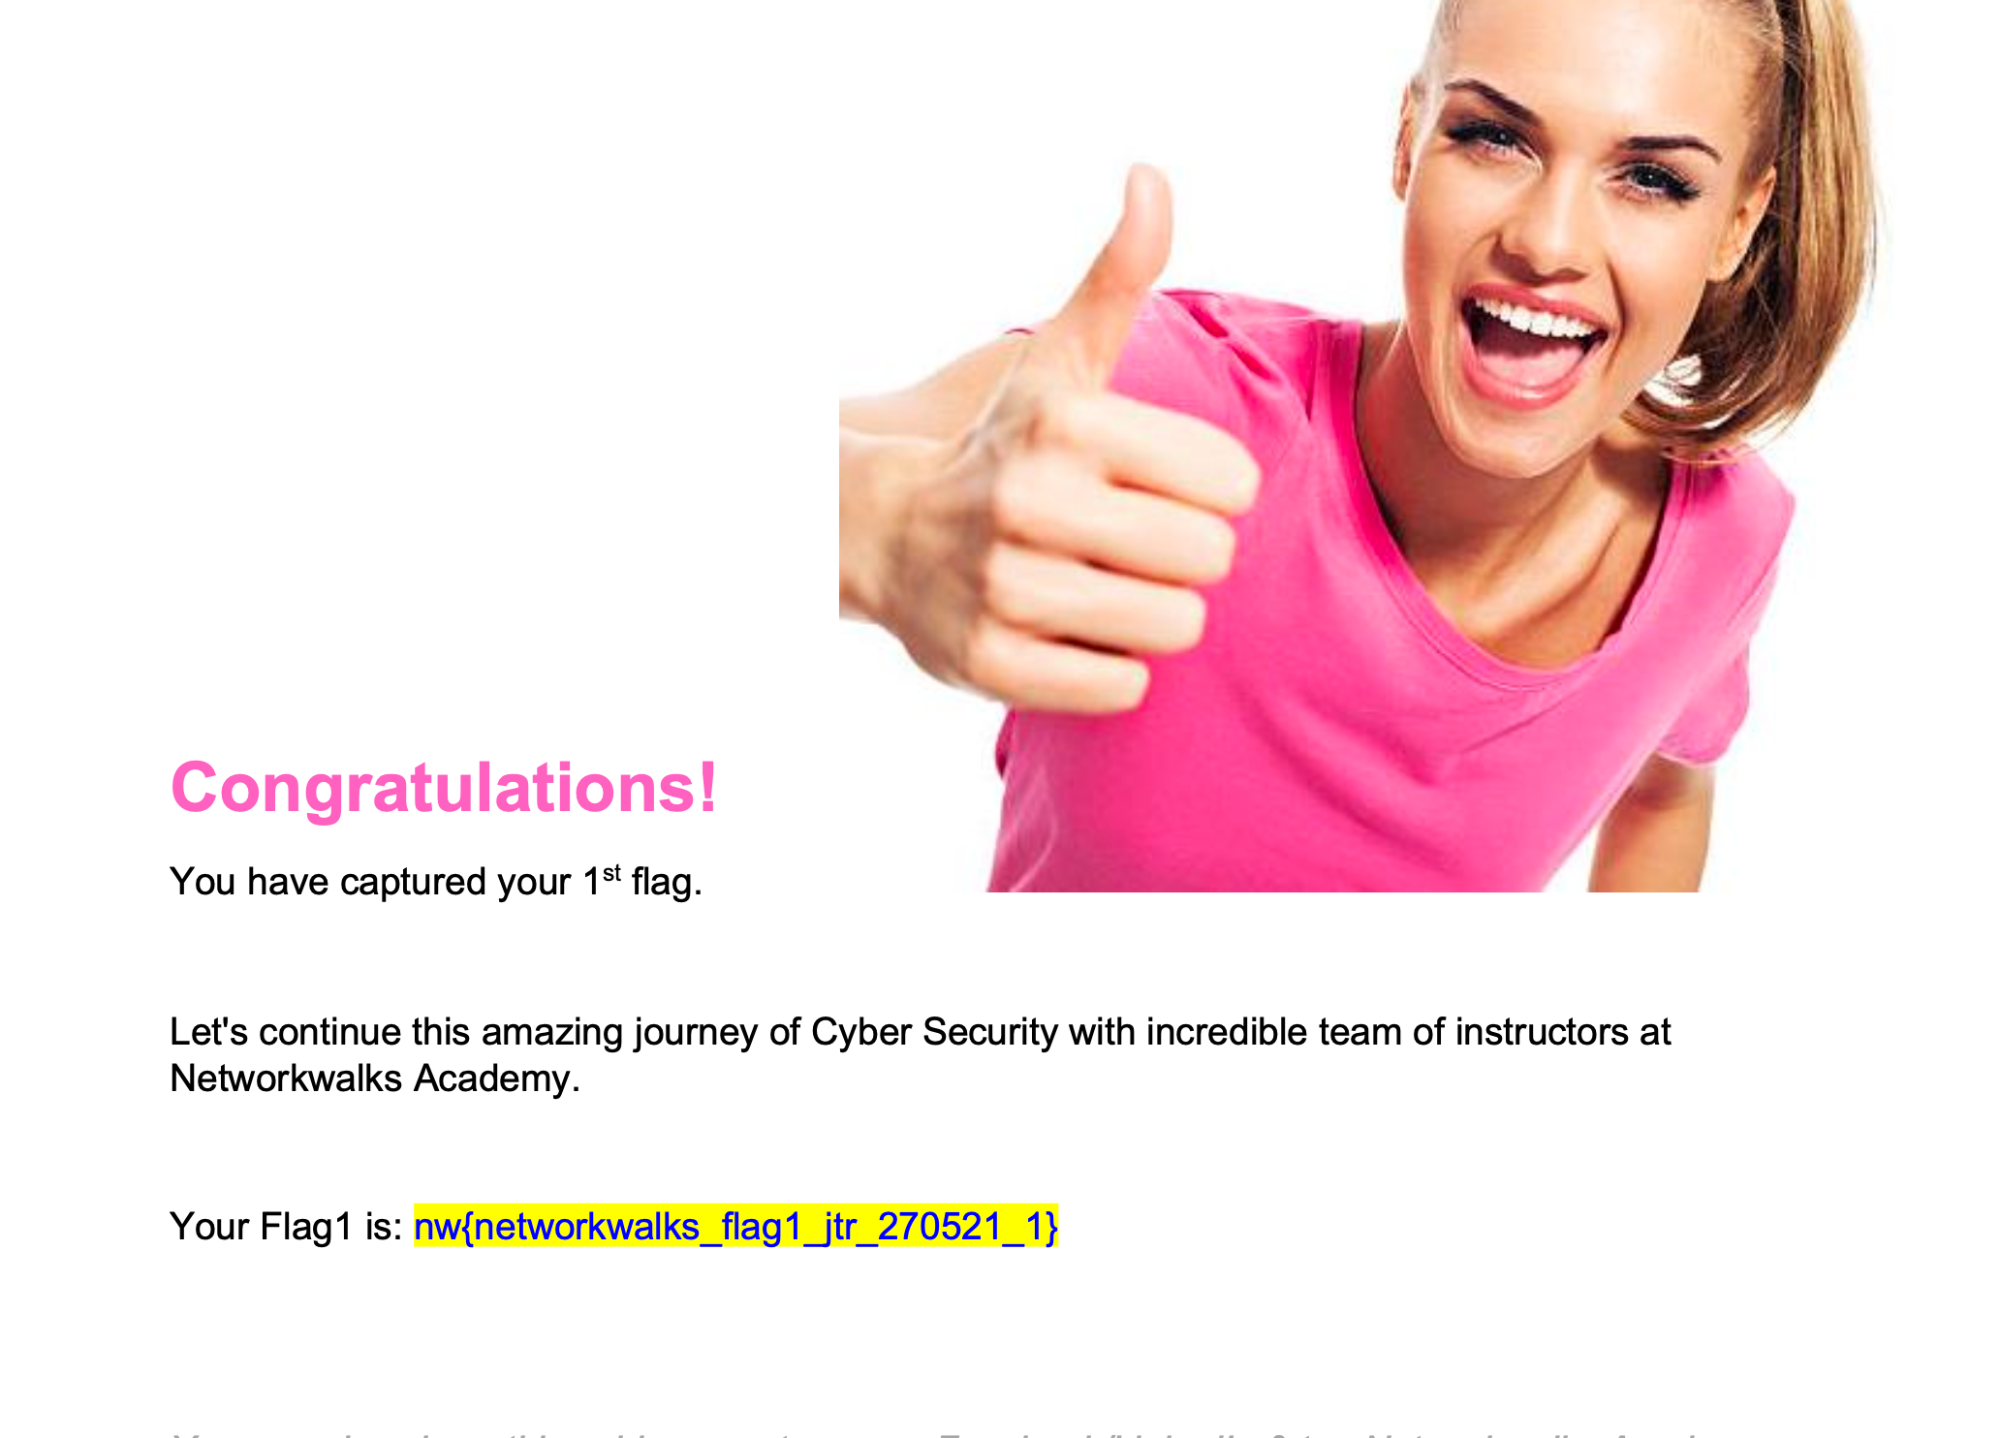 Congratulations!
You have captured your 1st flag.
Let's continue this amazing journey of Cyber Security with incredible team of instructors at
Networkwalks Academy.
Your Flag1 is: nw{networkwalks_flag1_jtr_270521_1}